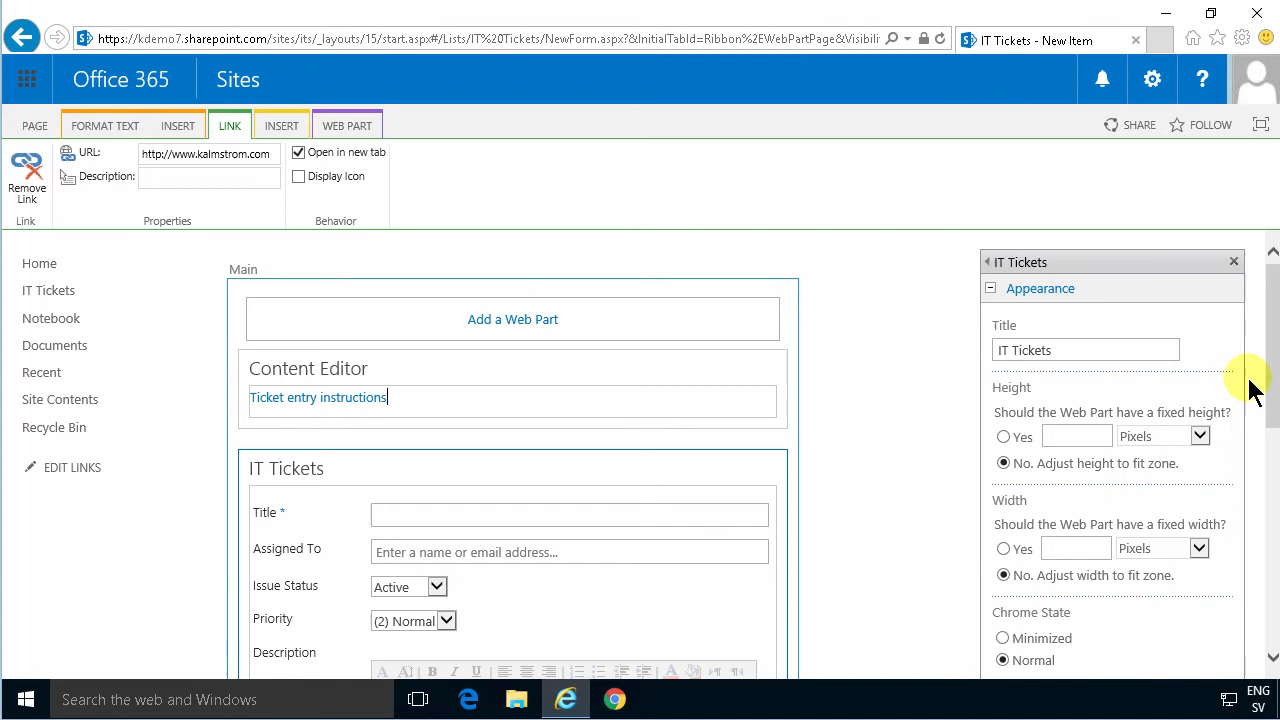 https://kdemo7.sharepoint.com/sites/its/_layouts/15/start.aspx#/Lists/IT%20Tickets/NewForm.aspx?&InitialTabId=Ribbon%2EWebPartPage&Visibili
IT Tickets - New Item
Office 365
Sites
PAGE
FORMAT TEXT
INSERT
LINK
INSERT
WEB PART
SHARE
FOLLOW
Remove
Link
URL:
http://www.kalmstrom.com
Description:
Open in new tab
Display Icon
Link
Properties
Behavior
Home
IT Tickets
Notebook
Documents
Recent
Site Contents
Recycle Bin
EDIT LINKS
Main
Add a Web Part
Content Editor
Ticket entry instructions
IT Tickets
Title *
Assigned To
Enter a name or email address...
Issue Status
Active
Priority
(2) Normal
Description
IT Tickets
Appearance
Title
IT Tickets
Height
Should the Web Part have a fixed height?
Yes
Pixels
No. Adjust height to fit zone.
Width
Should the Web Part have a fixed width?
Yes
Pixels
No. Adjust width to fit zone.
Chrome State
Minimized
Normal
Search the web and Windows
ENG
SV